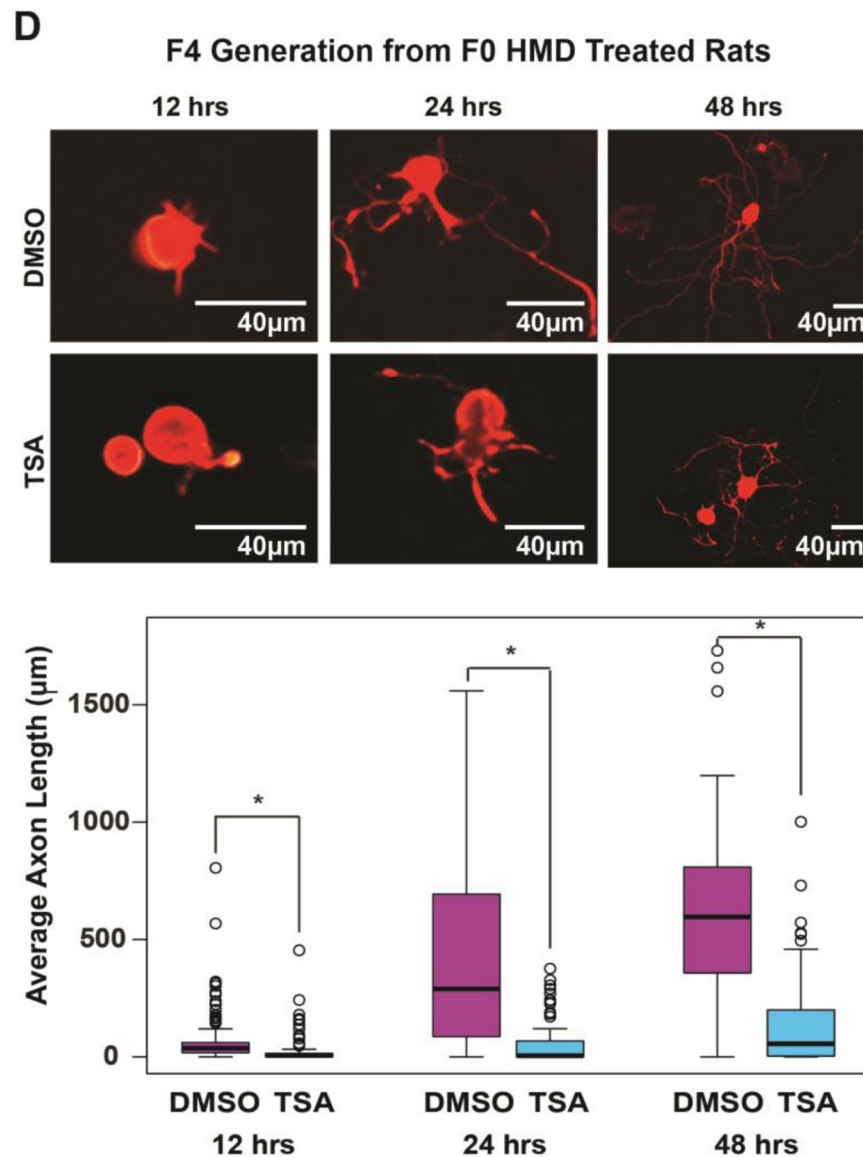 D
F4 Generation from F0 HMD Treated Rats
12 hrs 24 hrs 48 hrs
DMSO
40µm 40µm 40µm
TSA
40µm 40µm 40µm
Average Axon Length (µm)
1500
1000
500
0
* * *
DMSO TSA DMSO TSA DMSO TSA
12 hrs 24 hrs 48 hrs